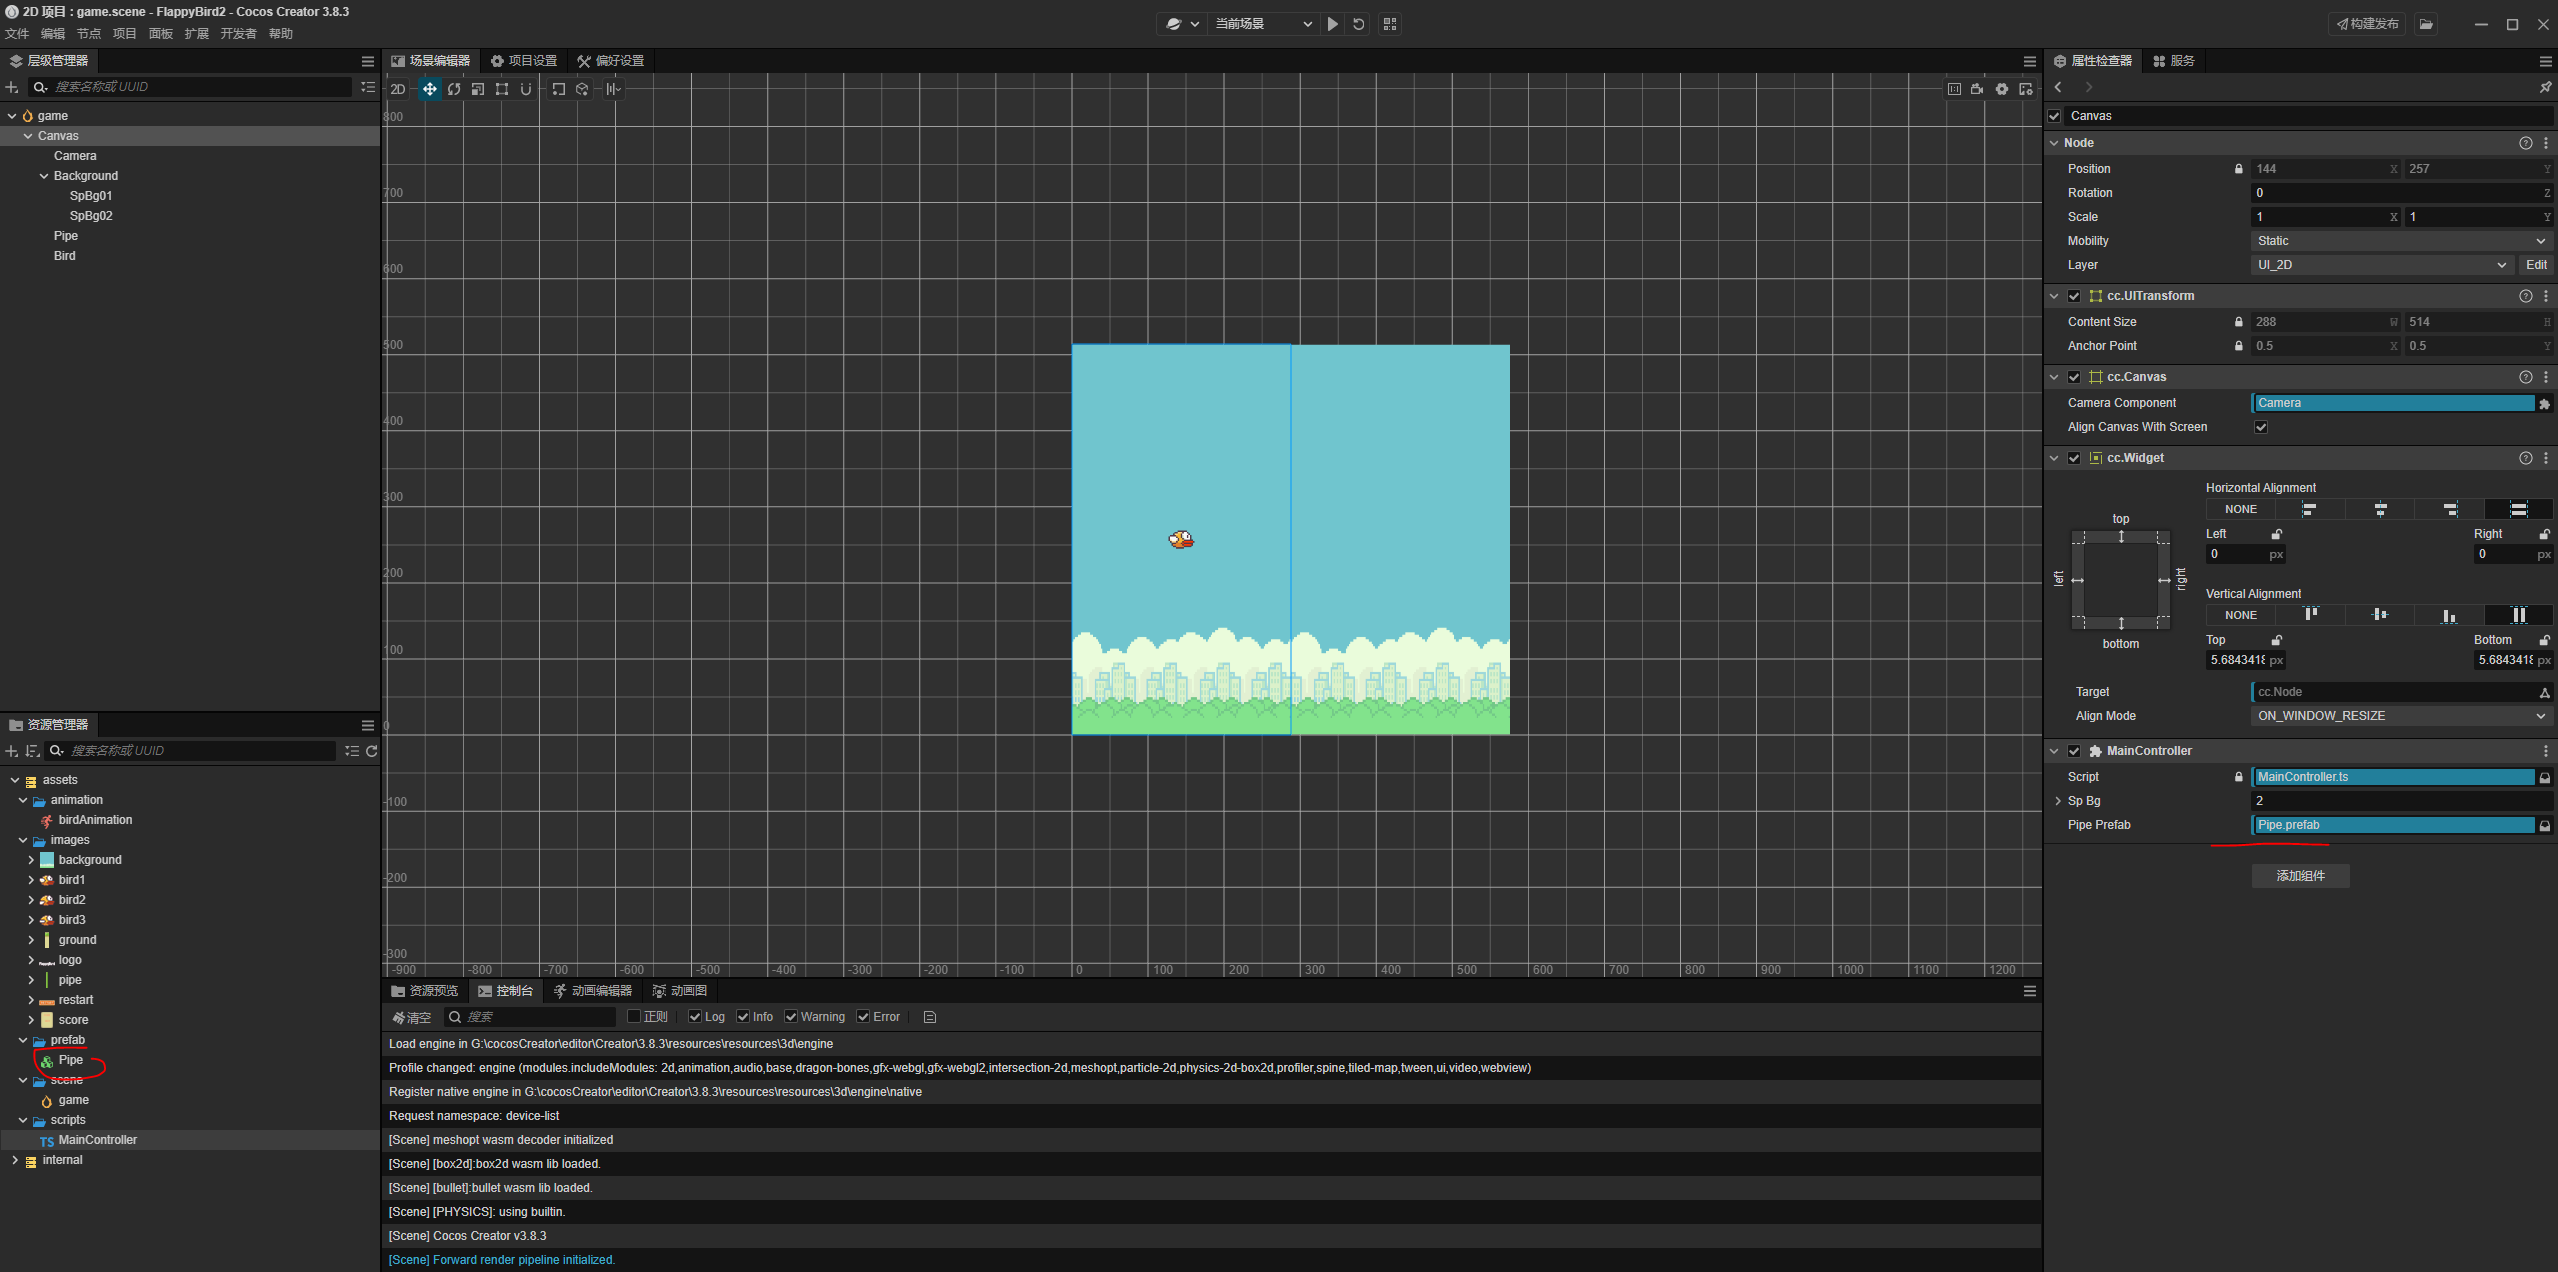 2D 项目 : game.scene - FlappyBird2 - Cocos Creator 3.8.3
文件 编辑 节点 项目 面板 扩展 开发者 帮助
当前场景
构建发布
层级管理器
搜索名称或 UUID
game
Canvas
Camera
Background
SpBg01
SpBg02
Pipe
Bird
资源管理器
搜索名称或 UUID
assets
animation
birdAnimation
images
background
bird1
bird2
bird3
ground
logo
pipe
restart
score
prefab
Pipe
scene
game
scripts
TS MainController
internal
场景编辑器 项目设置 偏好设置
2D
800
700
600
500
400
300
200
100
0
-100
-200
-300
-900 -800 -700 -600 -500 -400 -300 -200 -100 0 100 200 300 400 500 600 700 800 900 1000 1100 1200
资源预览 控制台 动画编辑器 动画图
清空 搜索 正则 Log Info Warning Error
Load engine in G:\cocosCreator\editor\Creator\3.8.3\resources\resources\3d\engine
Profile changed: engine (modules.includeModules: 2d,animation,audio,base,dragon-bones,gfx-webgl,gfx-webgl2,intersection-2d,meshopt,particle-2d,physics-2d-box2d,profiler,spine,tiled-map,tween,ui,video,webview)
Register native engine in G:\cocosCreator\editor\Creator\3.8.3\resources\resources\3d\engine\native
Request namespace: device-list
[Scene] meshopt wasm decoder initialized
[Scene] [box2d]:box2d wasm lib loaded.
[Scene] [bullet]:bullet wasm lib loaded.
[Scene] [PHYSICS]: using builtin.
[Scene] Cocos Creator v3.8.3
[Scene] Forward render pipeline initialized.
属性检查器 服务
Canvas
Node
Position 144 X 257 Y
Rotation 0 Z
Scale 1 X 1 Y
Mobility Static
Layer UI_2D Edit
cc.UITransform
Content Size 288 W 514 H
Anchor Point 0.5 X 0.5 Y
cc.Canvas
Camera Component Camera
Align Canvas With Screen
cc.Widget
Horizontal Alignment
NONE
top
left
right
bottom
Left Right
0 px 0 px
Vertical Alignment
NONE
Top Bottom
5.6843418 px 5.6843418 px
Target cc.Node
Align Mode ON_WINDOW_RESIZE
MainController
Script MainController.ts
Sp Bg 2
Pipe Prefab Pipe.prefab
添加组件